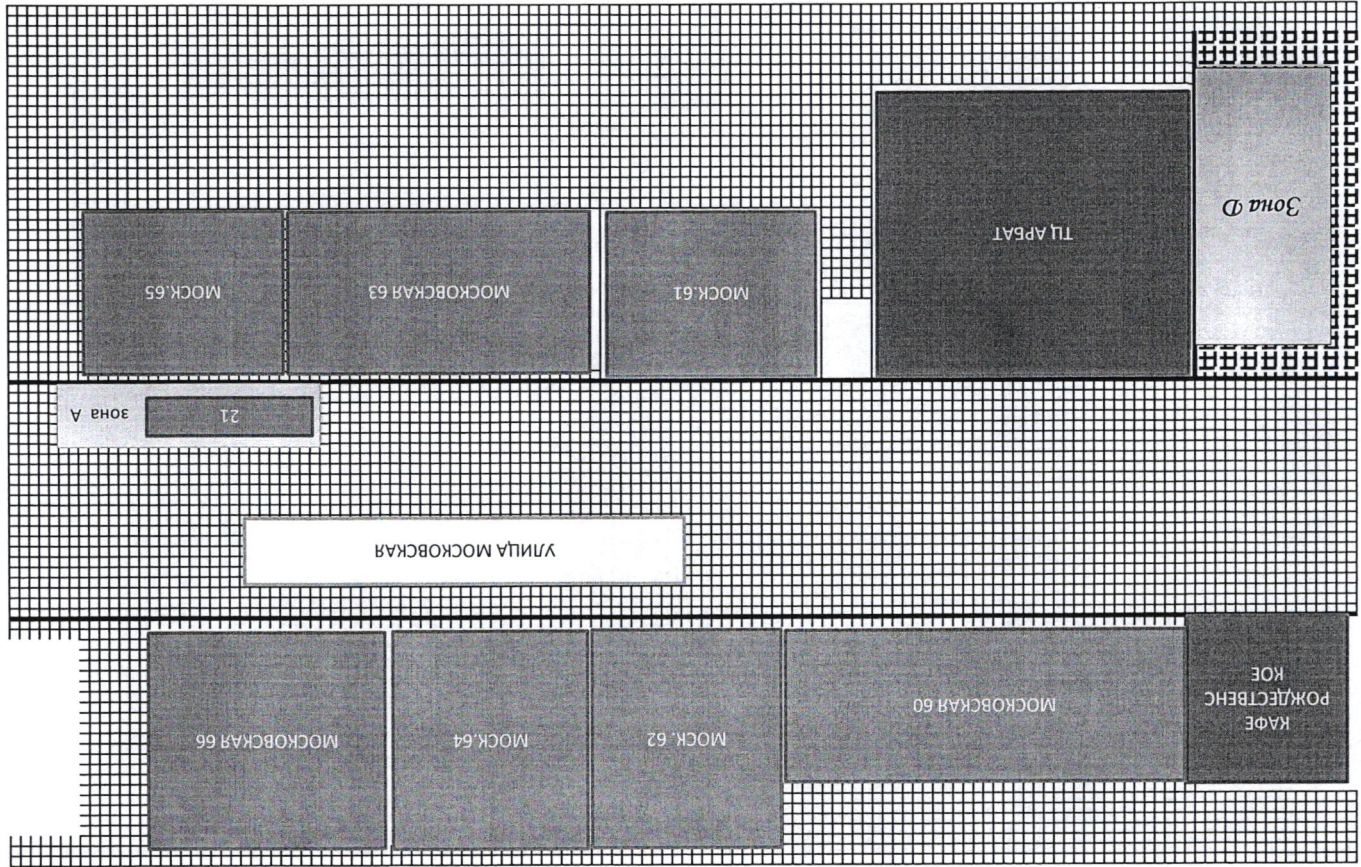 КАФЕ
РОЖДЕСТВЕНС
КОЕ
МОСКОВСКАЯ 60
МОСК. 62
МОСК.64
МОСКОВСКАЯ 66
УЛИЦА МОСКОВСКАЯ
21
зона А
Зона D
ТЦ АРБАТ
МОСК.61
МОСКОВСКАЯ 63
МОСК.65